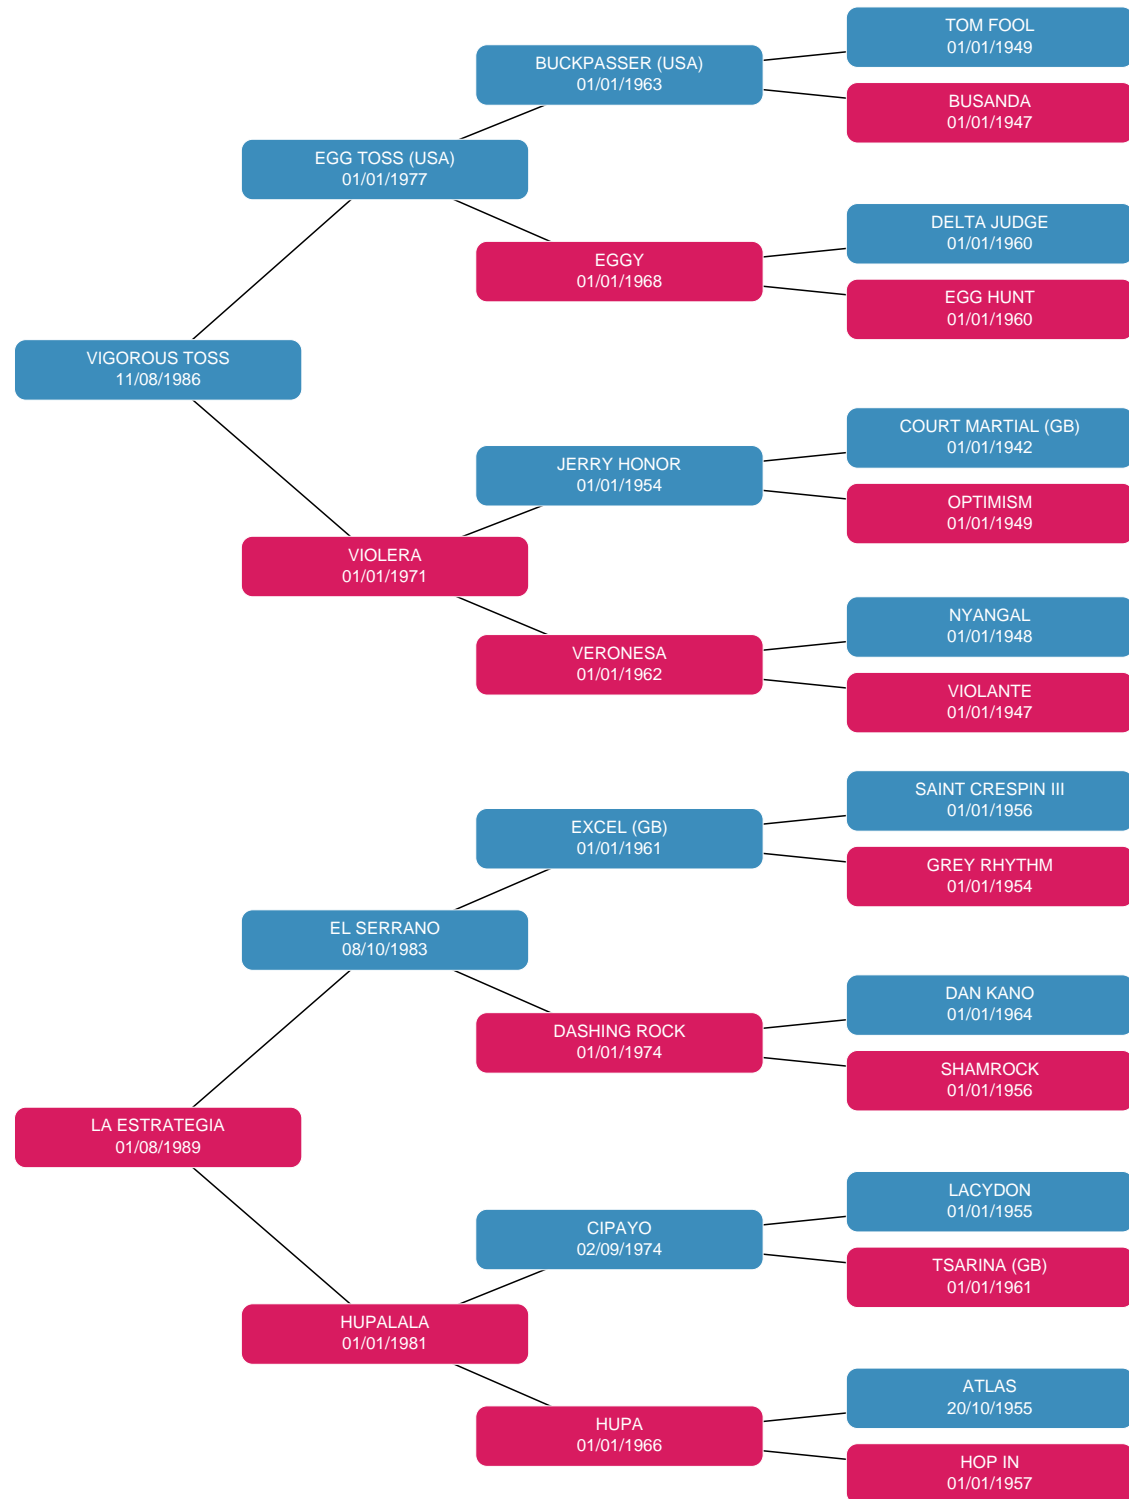 TOM FOOL
01/01/1949
BUCKPASSER (USA)
01/01/1963
BUSANDA
01/01/1947
EGG TOSS (USA)
01/01/1977
DELTA JUDGE
01/01/1960
EGGY
01/01/1968
EGG HUNT
01/01/1960
VIGOROUS TOSS
11/08/1986
COURT MARTIAL (GB)
01/01/1942
JERRY HONOR
01/01/1954
OPTIMISM
01/01/1949
VIOLERA
01/01/1971
NYANGAL
01/01/1948
VERONESA
01/01/1962
VIOLANTE
01/01/1947
SAINT CRESPIN III
01/01/1956
EXCEL (GB)
01/01/1961
GREY RHYTHM
01/01/1954
EL SERRANO
08/10/1983
DAN KANO
01/01/1964
DASHING ROCK
01/01/1974
SHAMROCK
01/01/1956
LA ESTRATEGIA
01/08/1989
LACYDON
01/01/1955
CIPAYO
02/09/1974
TSARINA (GB)
01/01/1961
HUPALALA
01/01/1981
ATLAS
20/10/1955
HUPA
01/01/1966
HOP IN
01/01/1957